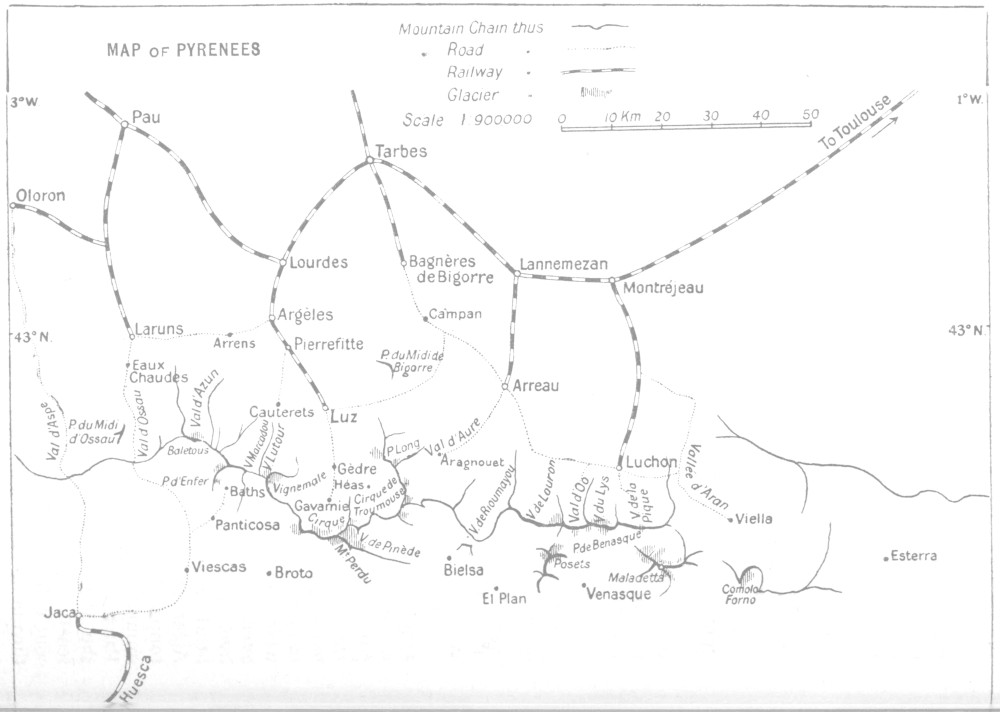 MAP OF PYRENEES
Mountain Chain thus
Road
Railway
Glacier
Scale 1 900000
0 10 Km 20 30 40 50
3°W.
1°W.
Pau
Tarbes
To Toulouse
Oloron
Lourdes
Bagnères
de Bigorre
Lannemezan
Montréjeau
Argèles
Campan
43°N.
43°N.
Laruns
Arrens
Pierrefitte
P. du Midi de
Bigorre
Eaux
Chaudes
Val d'Azun
Arreau
Cauterets
Luz
Val d'Aspe
P. du Midi
d'Ossau
Val d'Ossau
Baletous
V. Marcadou
V. Lutour
P. Long
Val d'Aure
Aragnouet
Luchon
Vallée d'Aran
P. d'Enfer
Baths
Vignemale
Gèdre
Héas
Cirque de
Troumouse
V. de Rioumajou
V. de Louron
Val d'Oo
V. du Lys
V. de la
Pique
Gavarnie
Cirque
Viella
Panticosa
V. de Pinède
Mt Perdu
P. de Benasque
Posets
Maladetta
Esterra
Viescas
Broto
Bielsa
El Plan
Venasque
Comolo
Forno
Jaca
Huesca